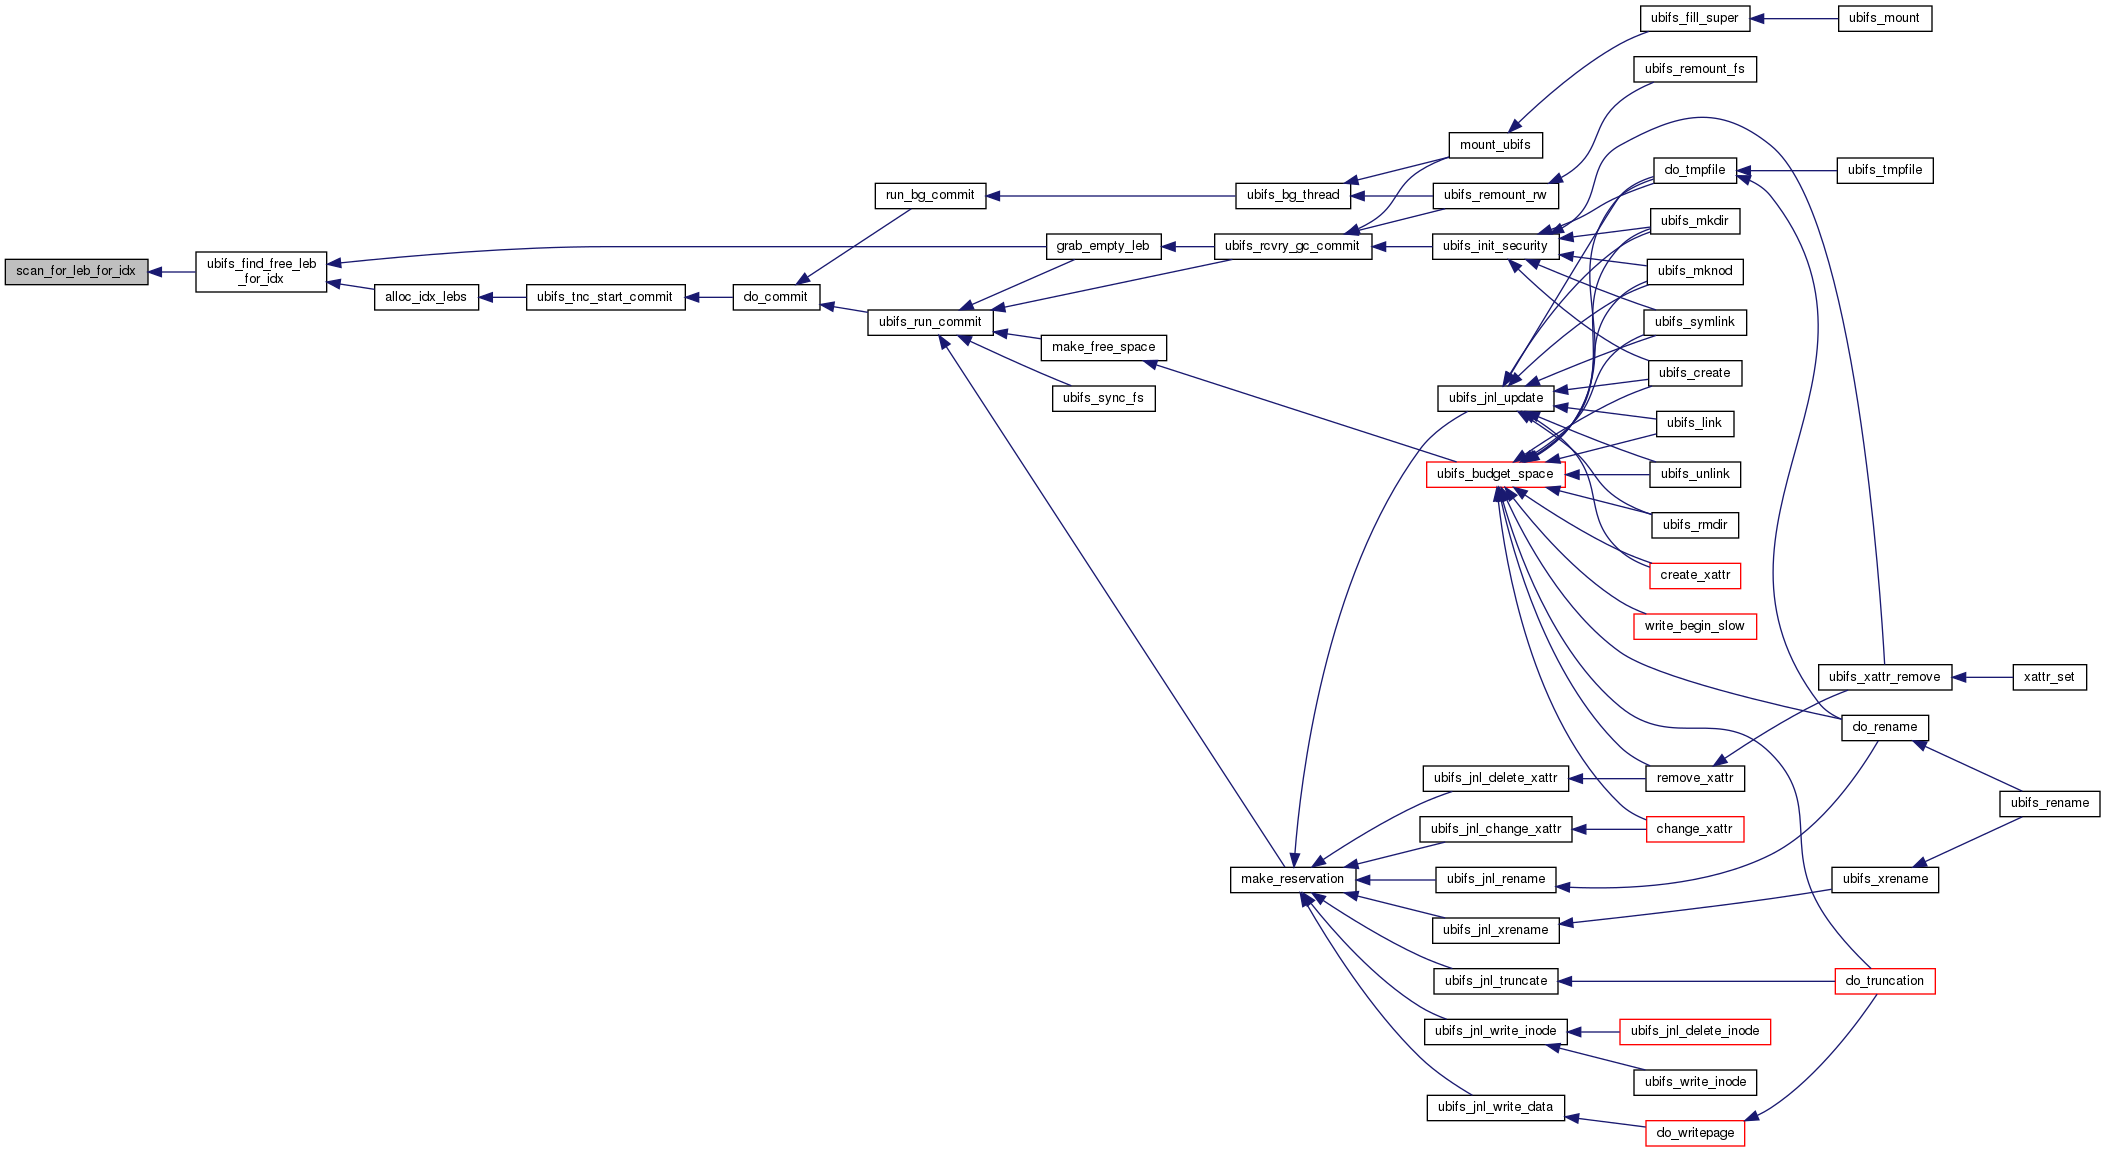 scan_for_leb_for_idx
ubifs_find_free_leb
_for_idx
alloc_idx_lebs
ubifs_tnc_start_commit
do_commit
run_bg_commit
ubifs_run_commit
grab_empty_leb
make_free_space
ubifs_sync_fs
ubifs_bg_thread
ubifs_rcvry_gc_commit
make_reservation
mount_ubifs
ubifs_remount_rw
ubifs_init_security
ubifs_jnl_update
ubifs_budget_space
ubifs_jnl_delete_xattr
ubifs_jnl_change_xattr
ubifs_jnl_rename
ubifs_jnl_xrename
ubifs_jnl_truncate
ubifs_jnl_write_inode
ubifs_jnl_write_data
ubifs_fill_super
ubifs_remount_fs
do_tmpfile
ubifs_mkdir
ubifs_mknod
ubifs_symlink
ubifs_create
ubifs_link
ubifs_unlink
ubifs_rmdir
create_xattr
write_begin_slow
remove_xattr
change_xattr
ubifs_jnl_delete_inode
ubifs_write_inode
do_writepage
ubifs_mount
ubifs_tmpfile
ubifs_xattr_remove
do_rename
ubifs_xrename
do_truncation
xattr_set
ubifs_rename